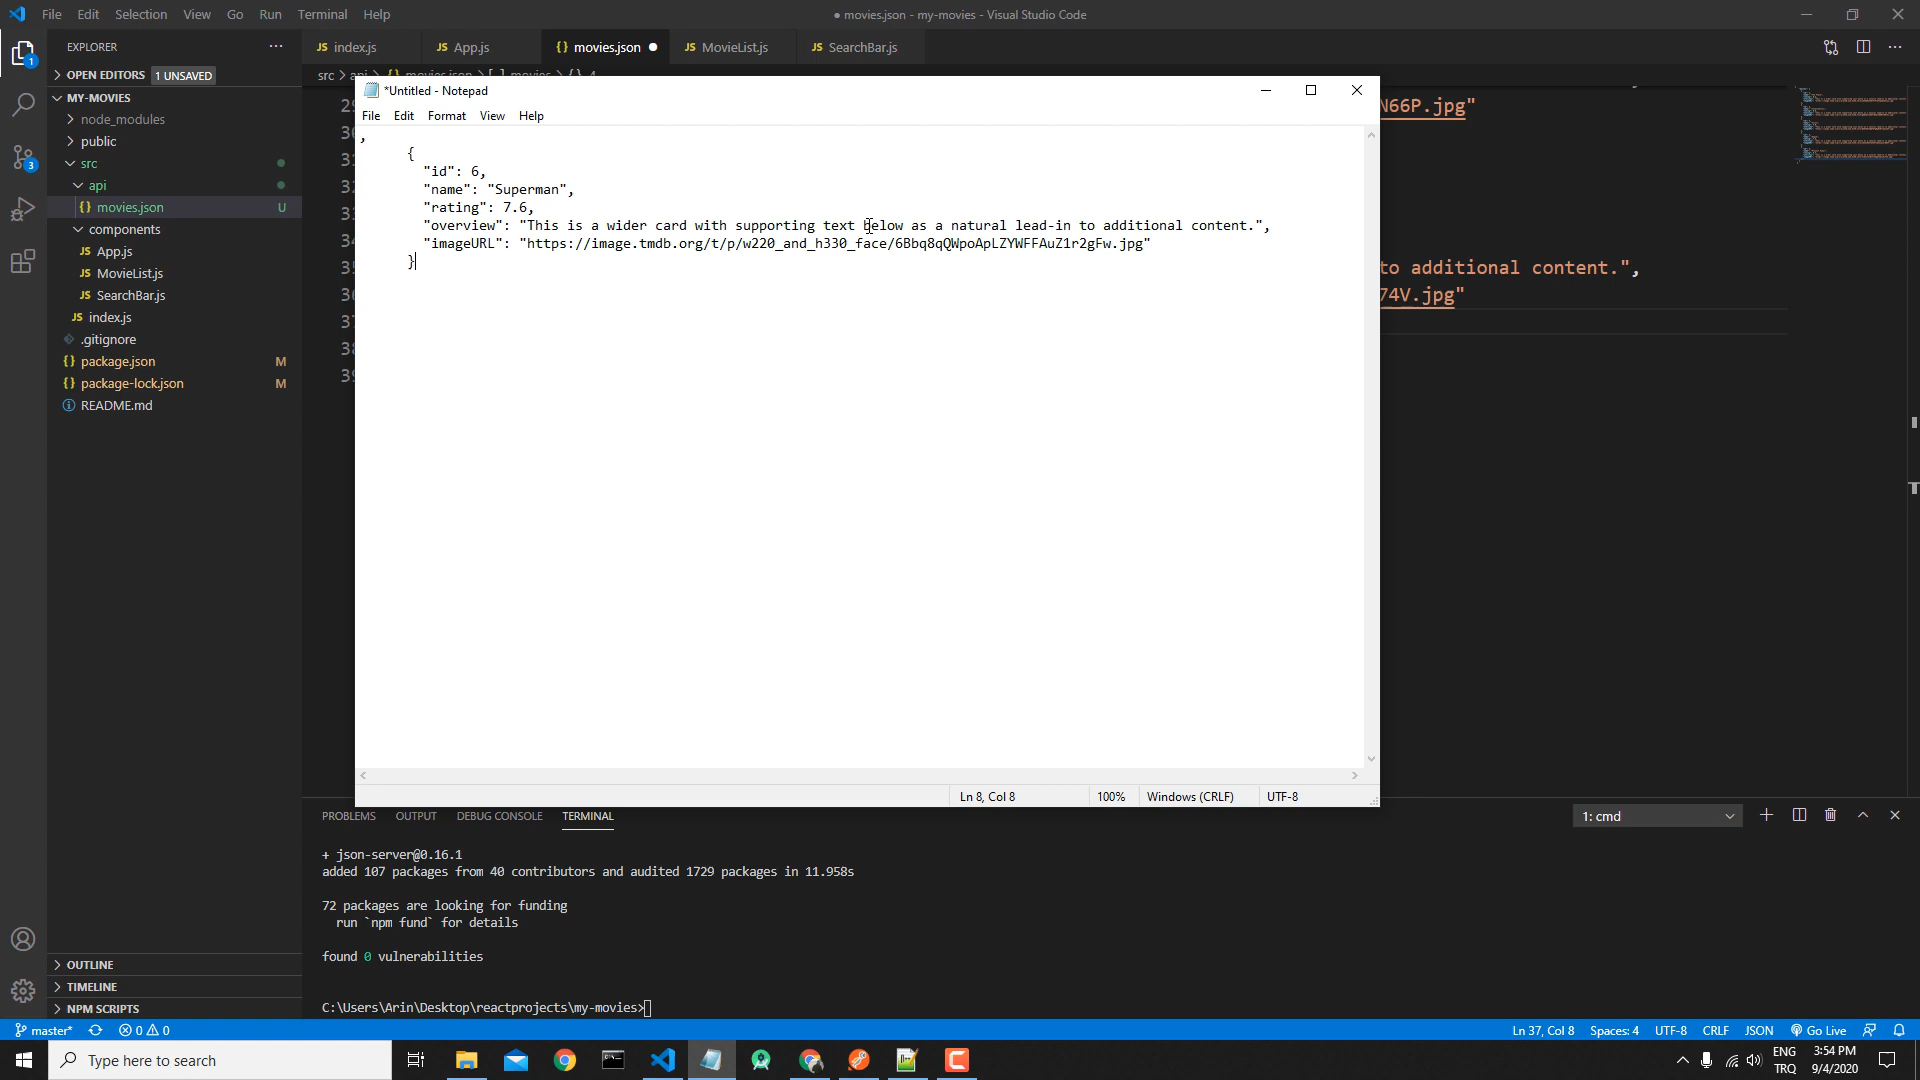 File Edit Selection View Go Run Terminal Help
● movies.json - my-movies - Visual Studio Code
EXPLORER
index.js
App.js
movies.json
MovieList.js
SearchBar.js
OPEN EDITORS 1 UNSAVED
MY-MOVIES
node_modules
public
src
api
movies.json U
components
App.js
MovieList.js
SearchBar.js
index.js
.gitignore
package.json M
package-lock.json M
README.md
OUTLINE
TIMELINE
NPM SCRIPTS
*Untitled - Notepad
File Edit Format View Help
,
{
"id": 6,
"name": "Superman",
"rating": 7.6,
"overview": "This is a wider card with supporting text below as a natural lead-in to additional content.",
"imageURL": "https://image.tmdb.org/t/p/w220_and_h330_face/6Bbq8qQWpoApLZYWFFAuZ1r2gFw.jpg"
}
Ln 8, Col 8 100% Windows (CRLF) UTF-8
N66P.jpg"
to additional content.",
74V.jpg"
PROBLEMS OUTPUT DEBUG CONSOLE TERMINAL
1: cmd
+ json-server@0.16.1
added 107 packages from 40 contributors and audited 1729 packages in 11.958s
72 packages are looking for funding
run `npm fund` for details
found 0 vulnerabilities
C:\Users\Arin\Desktop\reactprojects\my-movies>
master* 0 0
Ln 37, Col 8 Spaces: 4 UTF-8 CRLF JSON Go Live
Type here to search
ENG
TRQ
3:54 PM
9/4/2020